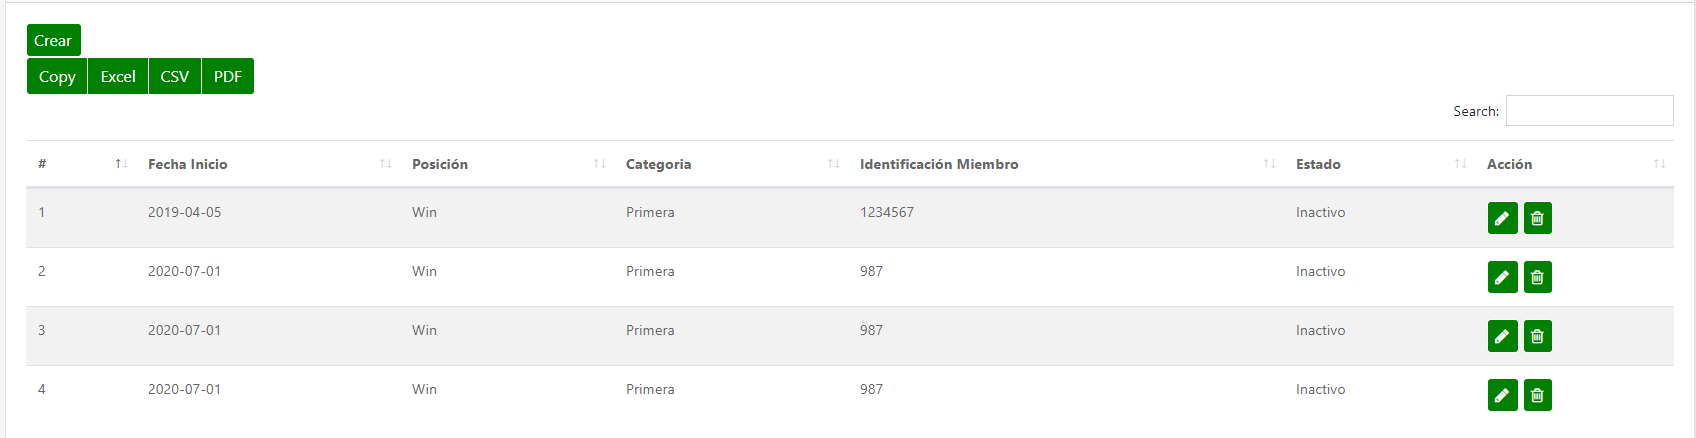 Crear
Copy Excel CSV PDF
Search:
# Fecha Inicio Posición Categoria Identificación Miembro Estado Acción
1 2019-04-05 Win Primera 1234567 Inactivo
2 2020-07-01 Win Primera 987 Inactivo
3 2020-07-01 Win Primera 987 Inactivo
4 2020-07-01 Win Primera 987 Inactivo